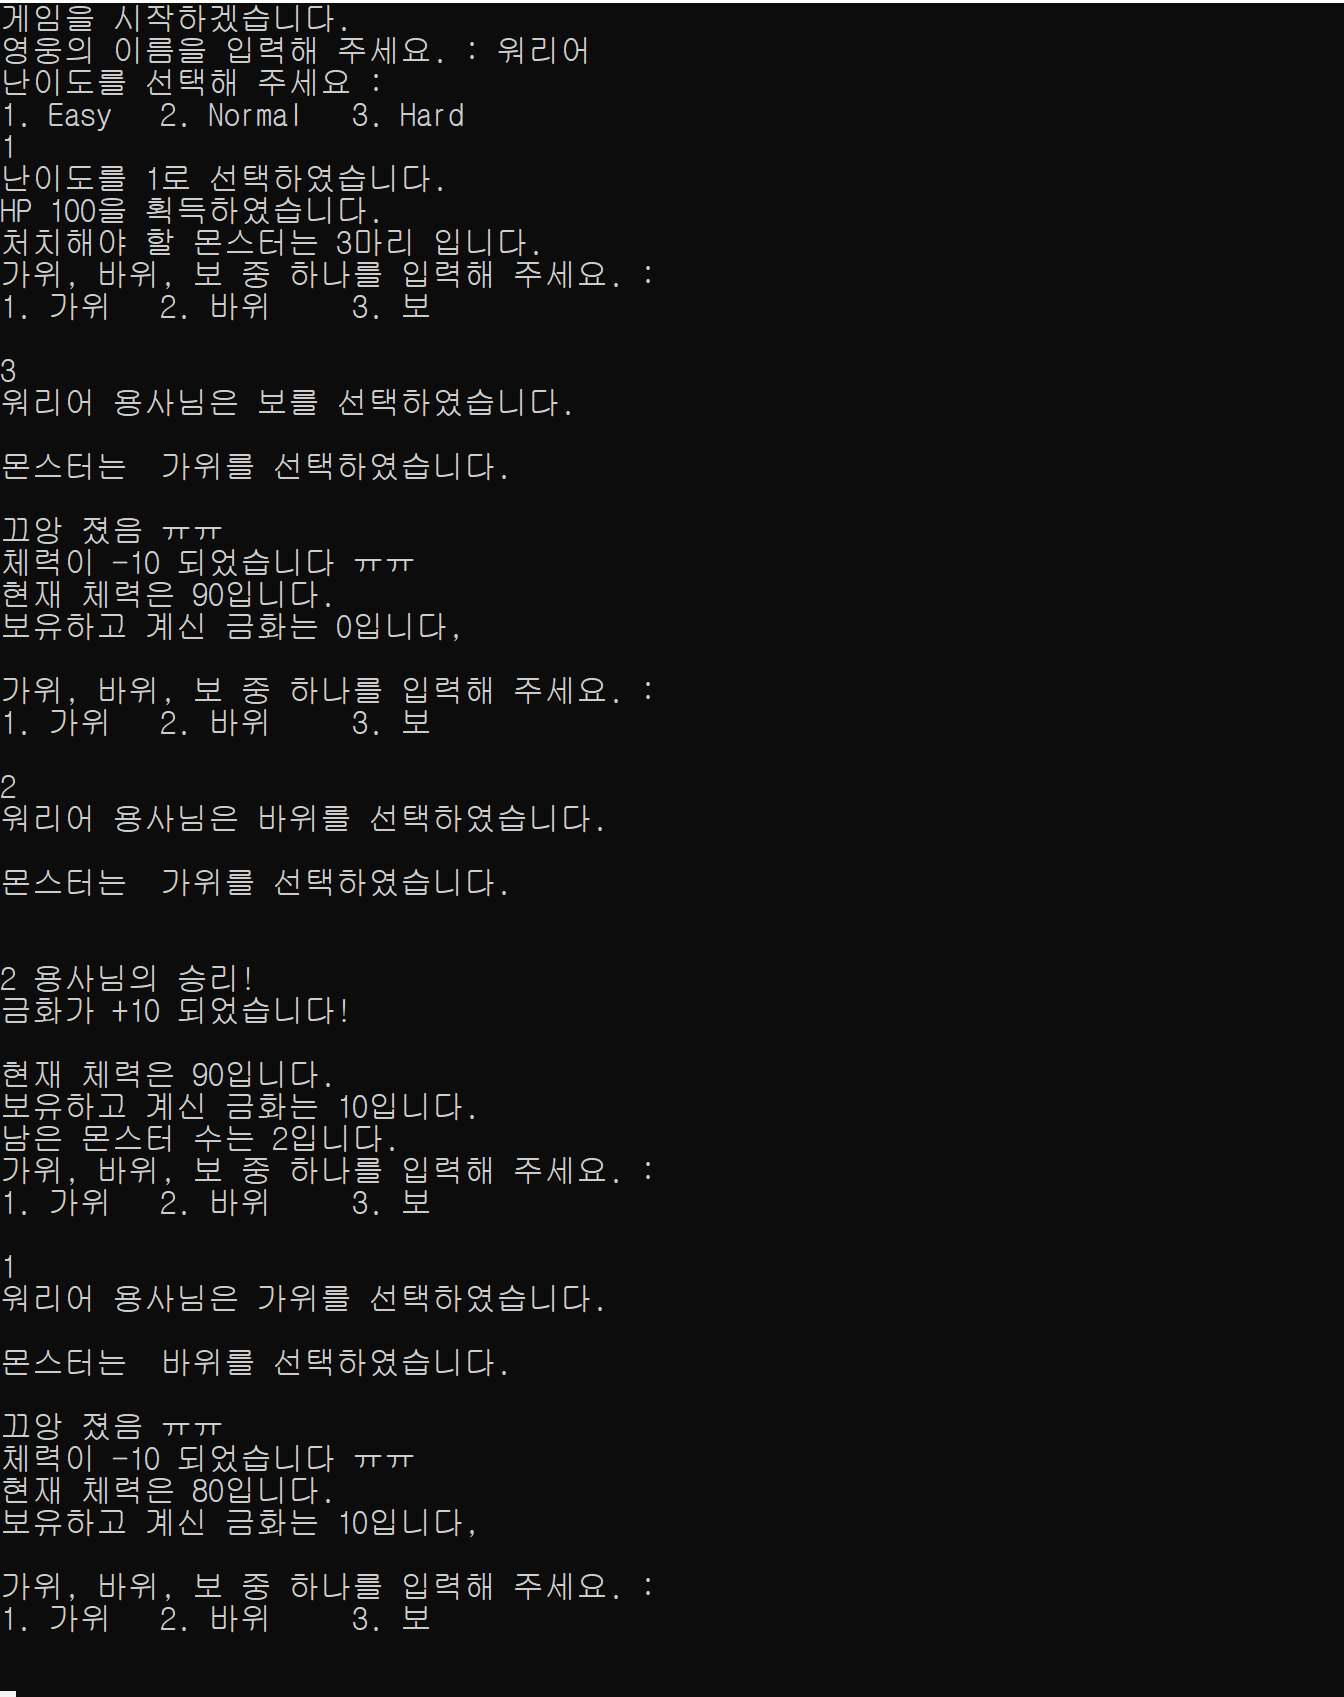 게임을 시작하겠습니다.
영웅의 이름을 입력해 주세요. : 워리어
난이도를 선택해 주세요 :
1. Easy   2. Normal   3. Hard
1
난이도를 1로 선택하였습니다.
HP 100을 획득하였습니다.
처치해야 할 몬스터는 3마리 입니다.
가위, 바위, 보 중 하나를 입력해 주세요. :
1. 가위   2. 바위     3. 보
3
워리어 용사님은 보를 선택하였습니다.
몬스터는  가위를 선택하였습니다.
끄앙 졌음 ㅠㅠ
체력이 -10 되었습니다 ㅠㅠ
현재 체력은 90입니다.
보유하고 계신 금화는 0입니다,
가위, 바위, 보 중 하나를 입력해 주세요. :
1. 가위   2. 바위     3. 보
2
워리어 용사님은 바위를 선택하였습니다.
몬스터는  가위를 선택하였습니다.
2 용사님의 승리!
금화가 +10 되었습니다!
현재 체력은 90입니다.
보유하고 계신 금화는 10입니다.
남은 몬스터 수는 2입니다.
가위, 바위, 보 중 하나를 입력해 주세요. :
1. 가위   2. 바위     3. 보
1
워리어 용사님은 가위를 선택하였습니다.
몬스터는  바위를 선택하였습니다.
끄앙 졌음 ㅠㅠ
체력이 -10 되었습니다 ㅠㅠ
현재 체력은 80입니다.
보유하고 계신 금화는 10입니다,
가위, 바위, 보 중 하나를 입력해 주세요. :
1. 가위   2. 바위     3. 보